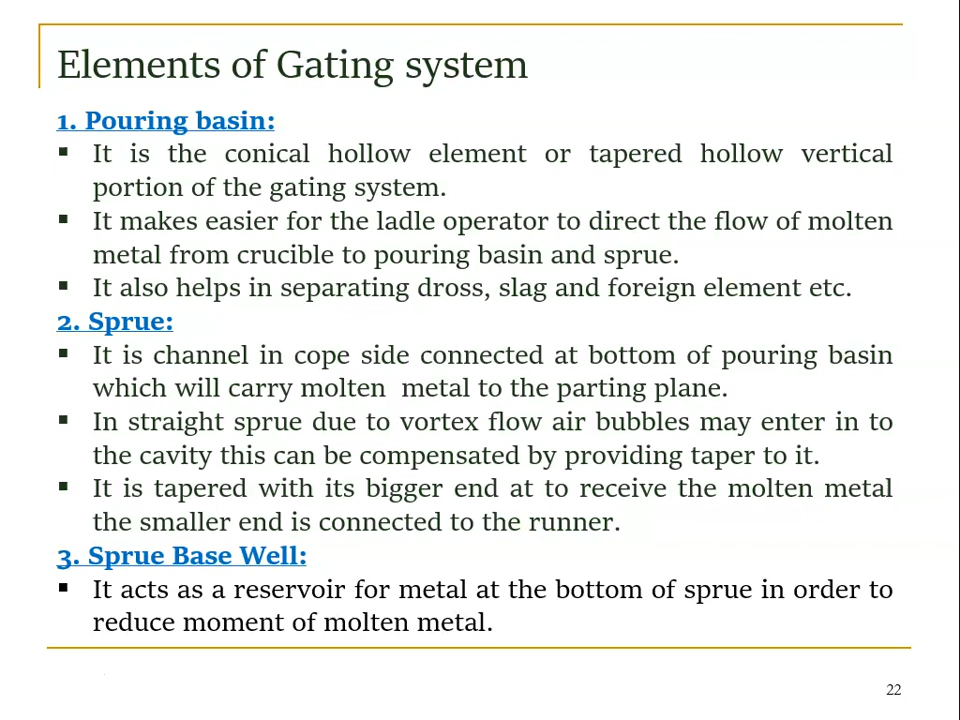 Elements of Gating system
1. Pouring basin:
▪ It is the conical hollow element or tapered hollow vertical
portion of the gating system.
▪ It makes easier for the ladle operator to direct the flow of molten
metal from crucible to pouring basin and sprue.
▪ It also helps in separating dross, slag and foreign element etc.
2. Sprue:
▪ It is channel in cope side connected at bottom of pouring basin
which will carry molten metal to the parting plane.
▪ In straight sprue due to vortex flow air bubbles may enter in to
the cavity this can be compensated by providing taper to it.
▪ It is tapered with its bigger end at to receive the molten metal
the smaller end is connected to the runner.
3. Sprue Base Well:
▪ It acts as a reservoir for metal at the bottom of sprue in order to
reduce moment of molten metal.
22